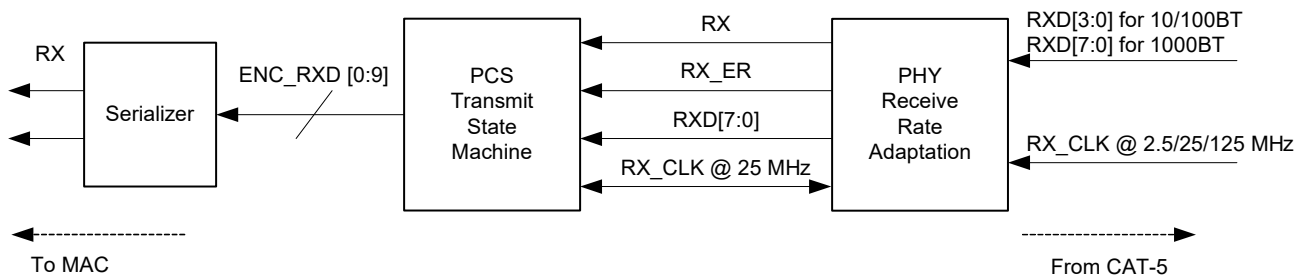 RX
Serializer
ENC_RXD [0:9]
PCS
Transmit
State
Machine
RX
RX_ER
RXD[7:0]
RX_CLK @ 25 MHz
PHY
Receive
Rate
Adaptation
RXD[3:0] for 10/100BT
RXD[7:0] for 1000BT
RX_CLK @ 2.5/25/125 MHz
To MAC
From CAT-5